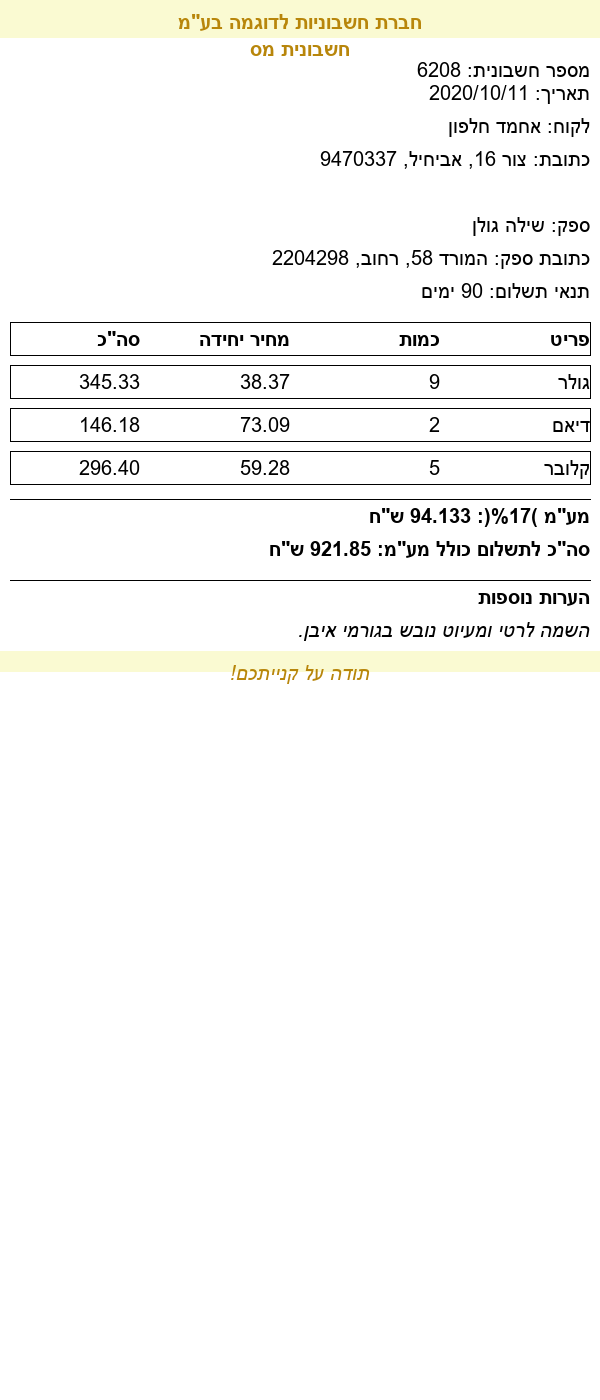 חברת חשבוניות לדוגמה בע"מ
חשבונית מס
מספר חשבונית: 6208
תאריך: 2020/10/11
לקוח: אחמד חלפון
כתובת: צור 16, אביחיל, 9470337
ספק: שילה גולן
כתובת ספק: המורד 58, רחוב, 2204298
תנאי תשלום: 90 ימים
פריט כמות מחיר יחידה סה"כ
גולר 9 38.37 345.33
דיאם 2 73.09 146.18
קלובר 5 59.28 296.40
מע"מ )17%(: 94.133 ש"ח
סה"כ לתשלום כולל מע"מ: 921.85 ש"ח
הערות נוספות
השמה לרטי ומעיוט נובש בגורמי איבן.
תודה על קנייתכם!